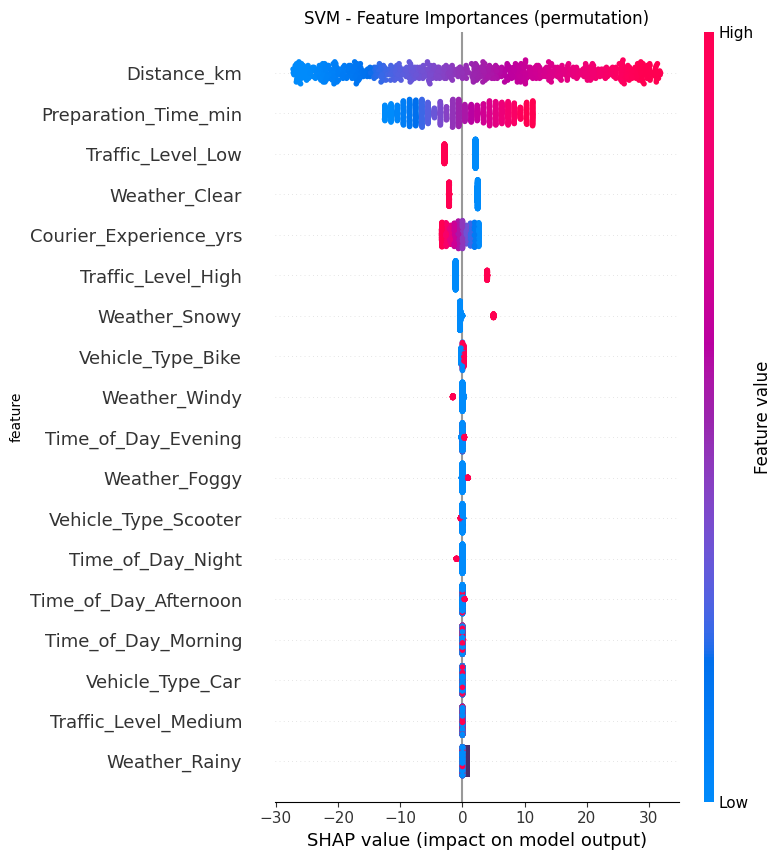 SVM - Feature Importances (permutation)
High
Distance_km
Preparation_Time_min
Traffic_Level_Low
Weather_Clear
Courier_Experience_yrs
Traffic_Level_High
Weather_Snowy
Vehicle_Type_Bike
Weather_Windy
Time_of_Day_Evening
Weather_Foggy
Vehicle_Type_Scooter
Time_of_Day_Night
Time_of_Day_Afternoon
Time_of_Day_Morning
Vehicle_Type_Car
Traffic_Level_Medium
Weather_Rainy
feature
Feature value
Low
−30 −20 −10 0 10 20 30
SHAP value (impact on model output)